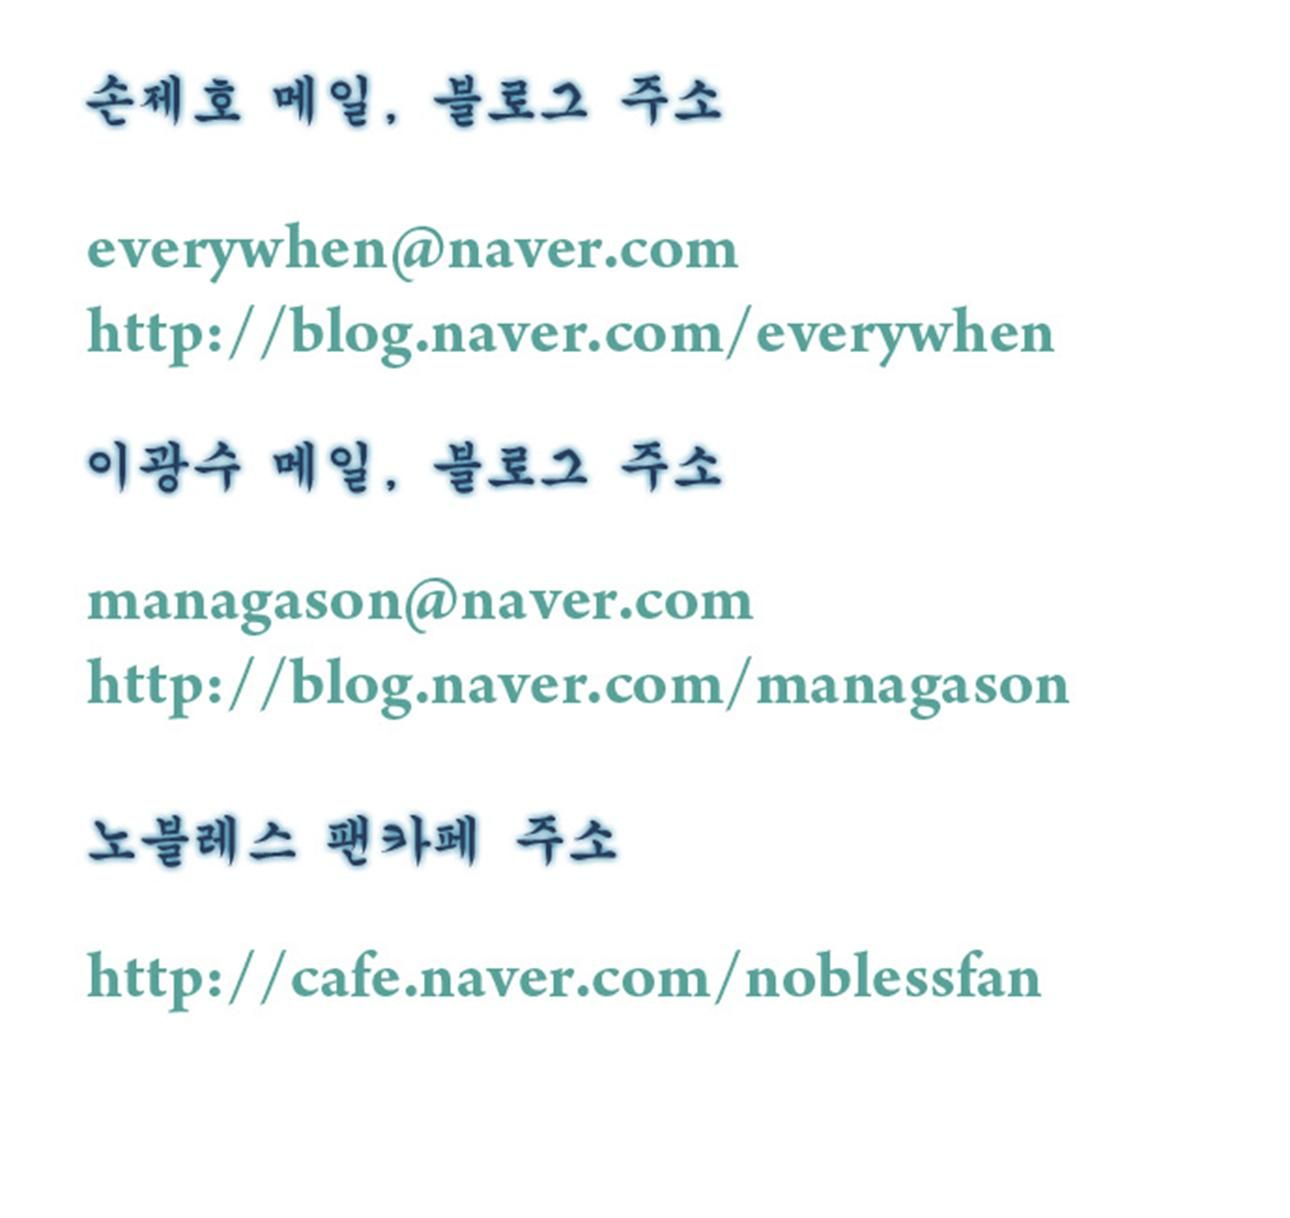 손제호 메일, 블로그 주소
everywhen@naver.com
http://blog.naver.com/everywhen
이광수 메일, 블로그 주소
managason@naver.com
http://blog.naver.com/managason
노블레스 팬카페 주소
http://cafe.naver.com/noblessfan